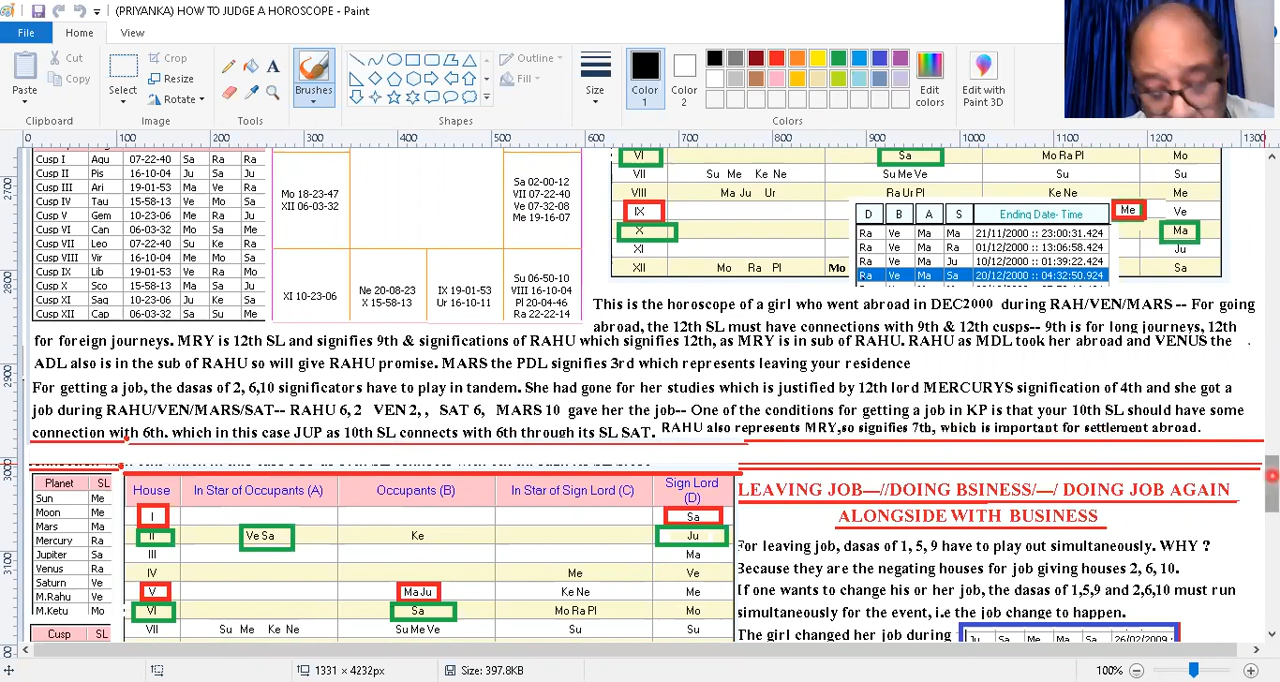 (PRIYANKA) HOW TO JUDGE A HOROSCOPE - Paint
File Home View
Paste Cut Copy Select Crop Resize Rotate Brushes Outline Fill Size Color 1 Color 2 Edit colors Edit with Paint 3D
Clipboard Image Tools Shapes Colors
0 100 200 300 400 500 600 700 800 900 1000 1100 1200 1300
Cusp I Aqu 07-22-40 Sa Ra Ra
Cusp II Pis 16-10-04 Ju Sa Ju
Cusp III Ari 19-01-53 Ma Ve Ra
Cusp IV Tau 15-58-13 Ve Mo Sa
Cusp V Gem 10-23-06 Me Ra Ju
Cusp VI Can 06-03-32 Mo Sa Me
Cusp VII Leo 07-22-40 Su Ke Ra
Cusp VIII Vir 16-10-04 Me Mo Sa
Cusp IX Lib 19-01-53 Ve Ra Mo
Cusp X Sco 15-58-13 Ma Sa Ju
Cusp XI Sag 10-23-06 Ju Ke Sa
Cusp XII Cap 06-03-32 Sa Su Me
Mo 18-23-47
XII 06-03-32
Sa 02-00-12
VII 07-22-40
Ve 07-32-08
Me 19-16-07
XI 10-23-06
Ne 20-02-
X 15-58-13
IX 19-01-53
Ur 16-10-11
Su 06-50-10
VIII 16-10-04
Pl 20-04-46
Ra 22-22-14
VI Sa Mo Ra Pl Mo
VII Su Me Ke Ne Su Me Ve Su Su
VIII Ma Ju Ur Ra Ur Pl Ke Ne Me
IX Me Ve
X Ma
XI Ju
XII Mo Ra Pl Mo Sa
D B A S Ending Date- Time
Ra Ve Ma Ma 21/11/2000 :: 23:00:31.424
Ra Ve Ma Ra 01/12/2000 :: 13:06:58.424
Ra Ve Ma Ju 10/12/2000 :: 01:39:22.424
Ra Ve Ma Sa 20/12/2000 :: 04:32:50.924
This is the horoscope of a girl who went abroad in DEC2000 during RAH/VEN/MARS -- For going
abroad, the 12th SL must have connections with 9th & 12th cusps-- 9th is for long journeys, 12th
for foreign journeys. MRY is 12th SL and signifies 9th & significations of RAHU which signifies 12th, as MRY is in sub of RAHU. RAHU as MDL took her abroad and VENUS the
ADL also is in the sub of RAHU so will give RAHU promise. MARS the PDL signifies 3rd which represents leaving your residence
For getting a job, the dasas of 2, 6,10 significators have to play in tandem. She had gone for her studies which is justified by 12th lord MERCURYS signification of 4th and she got a
job during RAHU/VEN/MARS/SAT-- RAHU 6,2 VEN 2, , SAT 6, MARS 10 gave her the job-- One of the conditions for getting a job in KP is that your 10th SL should have some
connection with 6th. which in this case JUP as 10th SL connects with 6th through its SL SAT. RAHU also represents MRY,so signifies 7th, which is important for settlement abroad.
Planet SL
Sun Me
Moon Me
Mars Ma
Mercury Ra
Jupiter Sa
Venus Ra
Saturn Ve
M.Rahu Mo
M.Ketu Mo
Cusp SL
House In Star of Occupants (A) Occupants (B) In Star of Sign Lord (C) Sign Lord (D)
I Sa
II Ve Sa Ke Ju
III Ma
IV Me Ve
V Ma Ju Ke Ne Me
VI Sa Mo Ra Pl Mo
VII Su Me Ke Ne Su Me Ve Su Su
LEAVING JOB—//DOING BSINESS/—/ DOING JOB AGAIN
ALONGSIDE WITH BUSINESS
For leaving job, dasas of 1, 5, 9 have to play out simultaneously. WHY ?
Because they are the negating houses for job giving houses 2, 6, 10.
If one wants to change his or her job, the dasas of 1,5,9 and 2,6,10 must run
simultaneously for the event, i.e the job change to happen.
The girl changed her job during Ju Sa Me Ma Sa 26/02/2009
1331 × 4232px Size: 397.8KB 100%